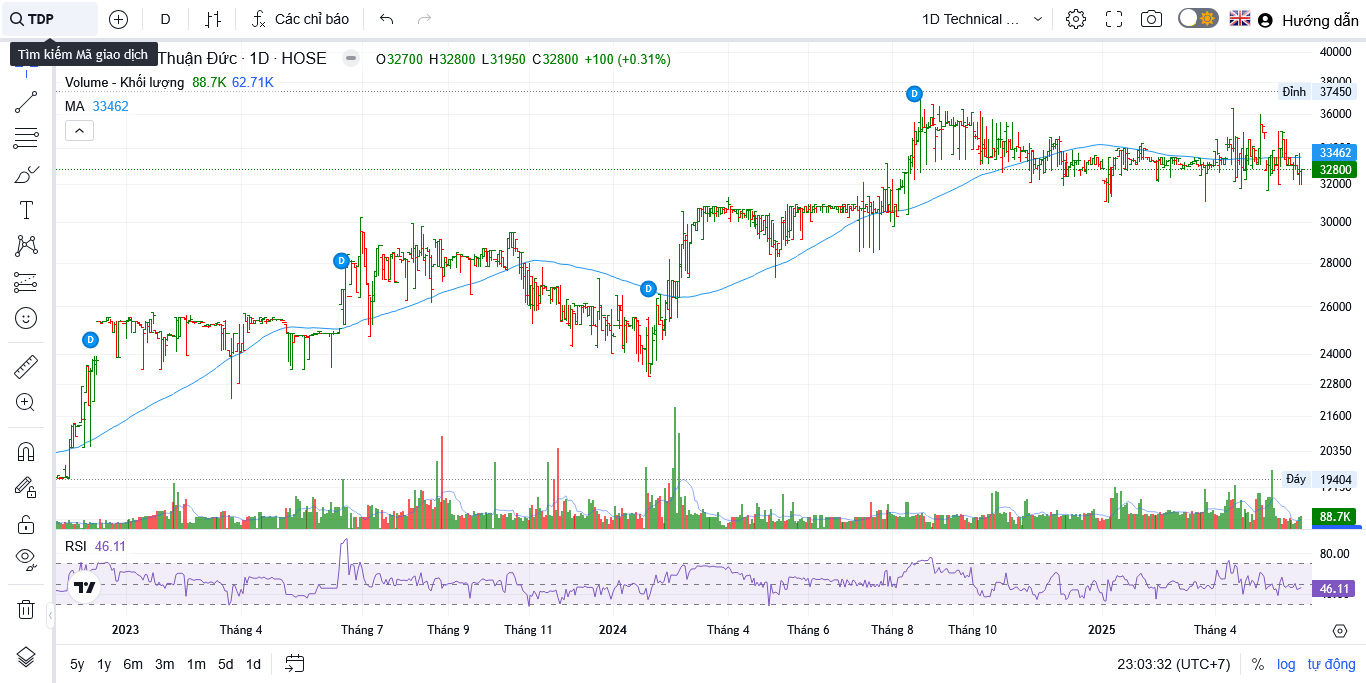 TDP
D
Các chỉ báo
1D Technical ...
Hướng dẫn
Tìm kiếm Mã giao dịch
Thuận Đức · 1D · HOSE
O32700 H32800 L31950 C32800 +100 (+0.31%)
Volume - Khối lượng 88.7K 62.71K
MA 33462
40000
38000
Đỉnh 37450
36000
33462
32800
32000
30000
28000
26000
24000
22800
21600
20350
Đáy 19404
88.7K
D
D
D
D
RSI 46.11
80.00
46.11
2023
Tháng 4
Tháng 7
Tháng 9
Tháng 11
2024
Tháng 4
Tháng 6
Tháng 8
Tháng 10
2025
Tháng 4
5y 1y 6m 3m 1m 5d 1d
23:03:32 (UTC+7)
% log tự động